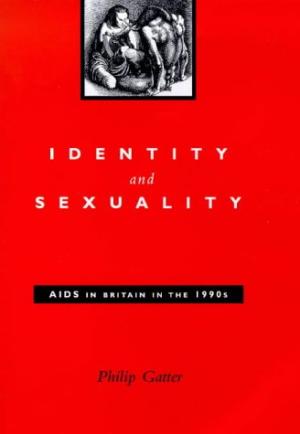 IDENTITY
and
SEXUALITY
AIDS IN BRITAIN IN THE 1990s
Philip Gatter